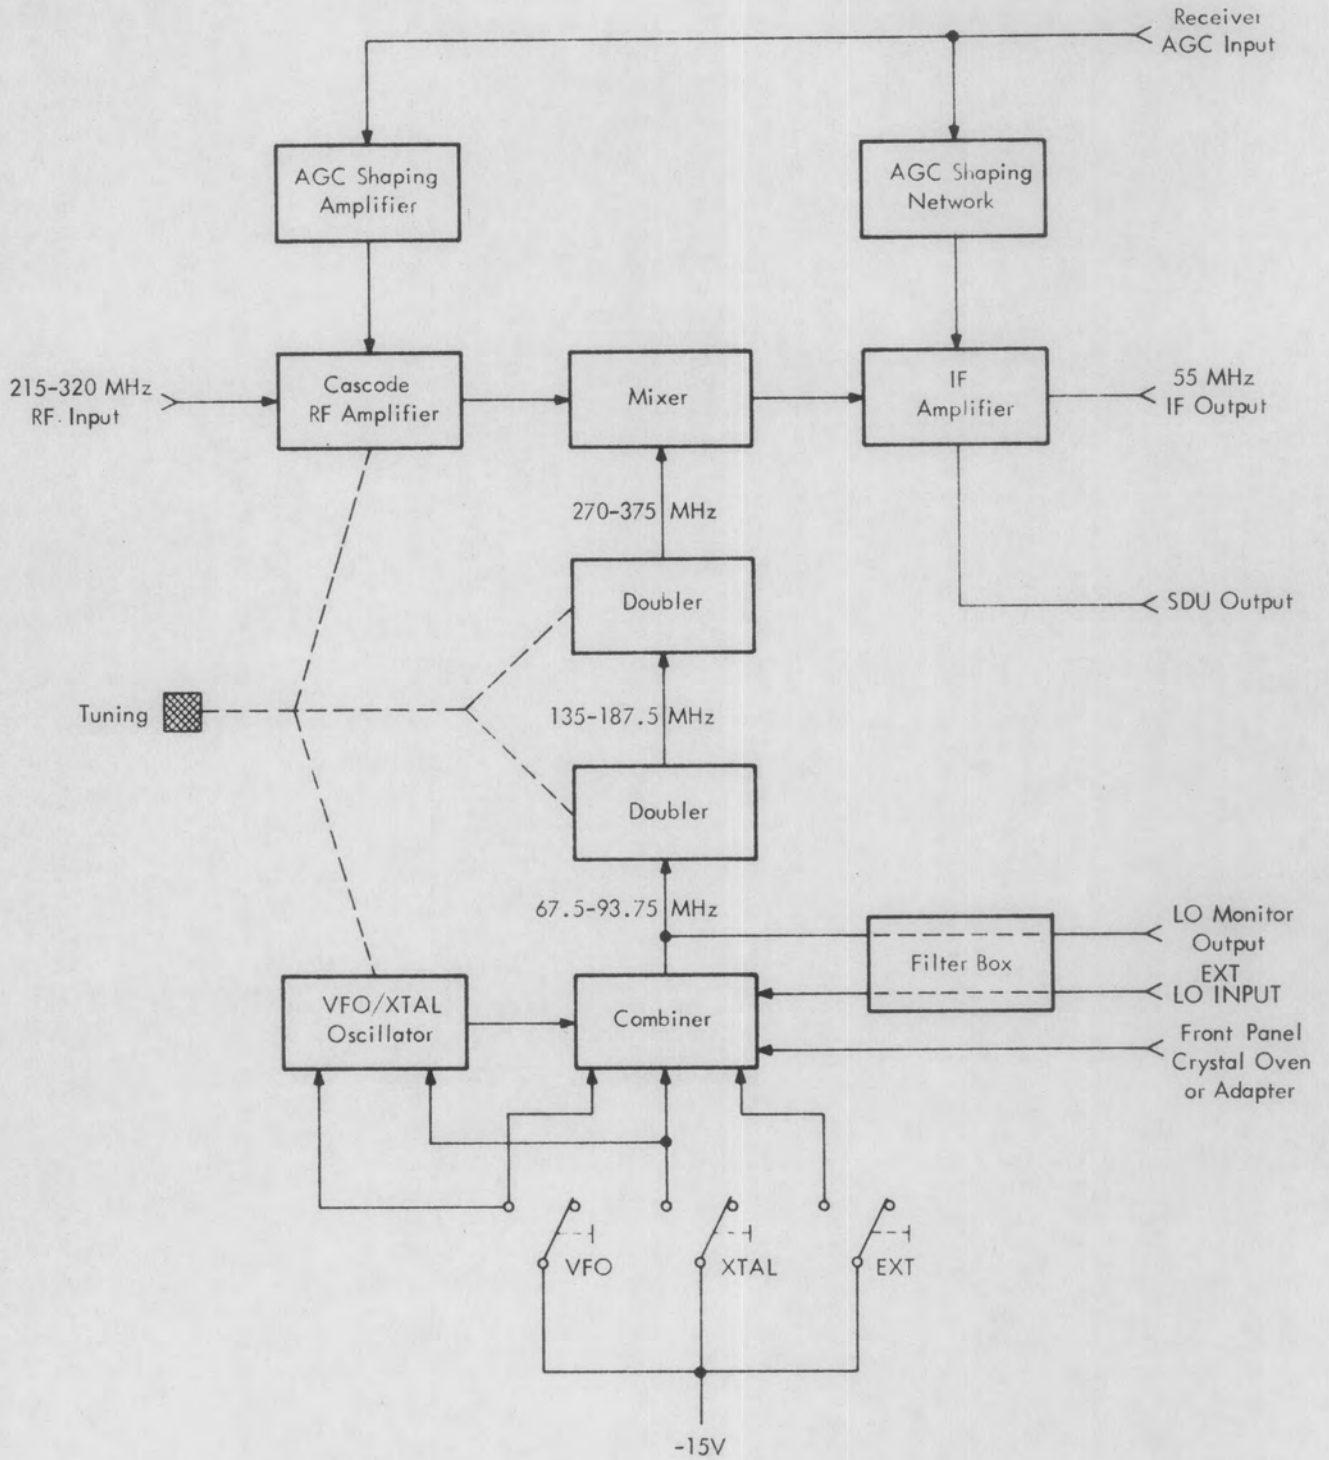 Receiver
AGC Input
AGC Shaping
Amplifier
AGC Shaping
Network
215-320 MHz
RF Input
Cascode
RF Amplifier
Mixer
IF
Amplifier
55 MHz
IF Output
270-375 MHz
Doubler
SDU Output
Tuning
135-187.5 MHz
Doubler
67.5-93.75 MHz
Filter Box
LO Monitor
Output
EXT
LO INPUT
VFO/XTAL
Oscillator
Combiner
Front Panel
Crystal Oven
or Adapter
VFO
XTAL
EXT
-15V